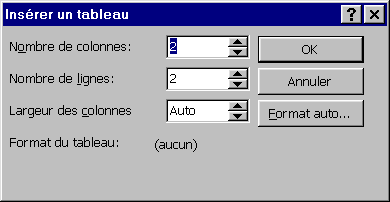 Insérer un tableau
Nombre de colonnes: 2 OK
Nombre de lignes: 2 Annuler
Largeur des colonnes Auto Format auto...
Format du tableau: (aucun)